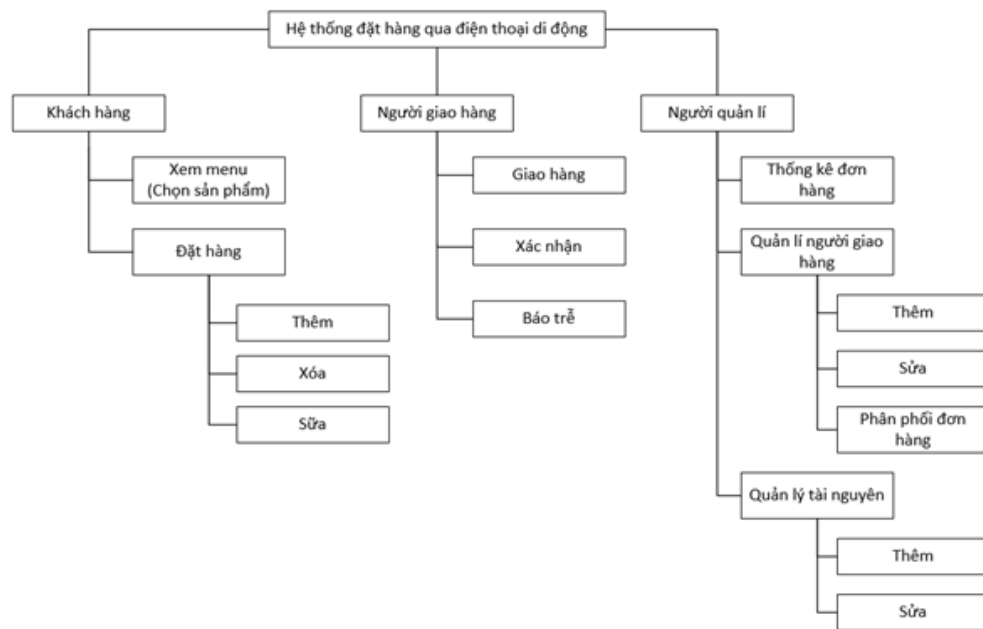 Hệ thống đặt hàng qua điện thoại di động
Khách hàng
Xem menu
(Chọn sản phẩm)
Đặt hàng
Thêm
Xóa
Sữa
Người giao hàng
Giao hàng
Xác nhận
Báo trễ
Người quản lí
Thống kê đơn
hàng
Quản lí người giao
hàng
Thêm
Sửa
Phân phối đơn
hàng
Quản lý tài nguyên
Thêm
Sửa